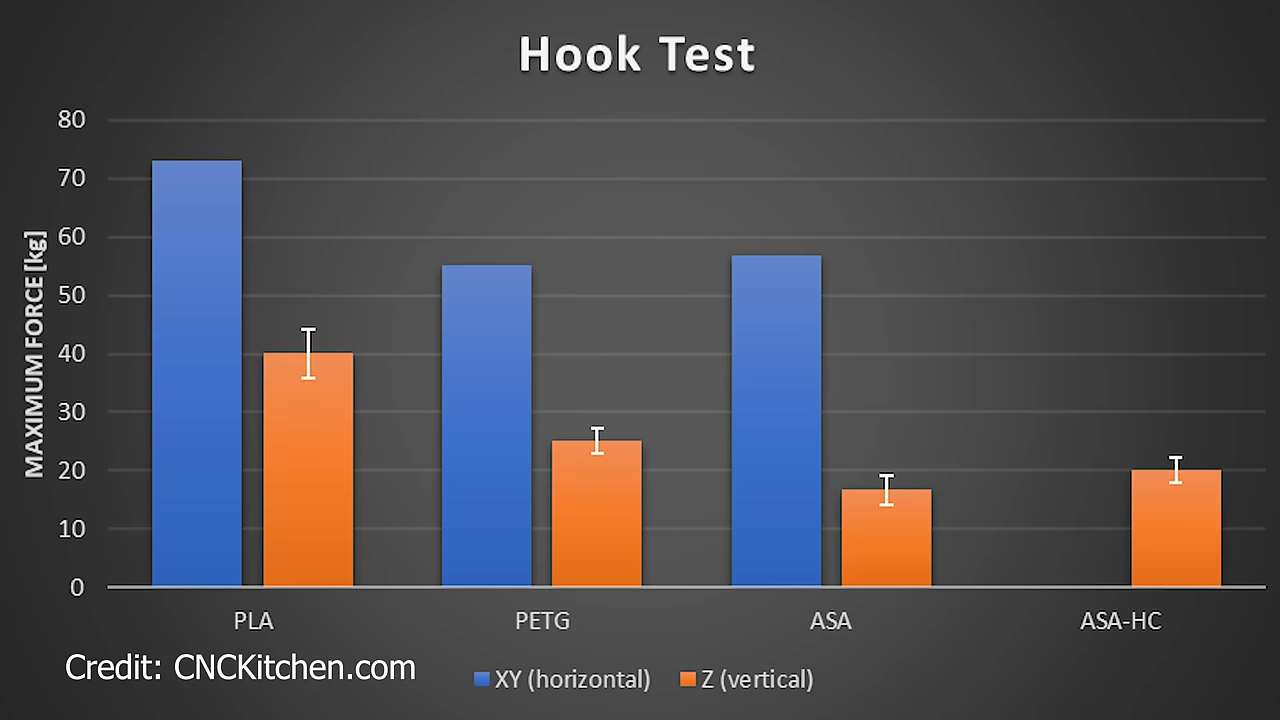 Hook Test
80
70
60
50
40
30
20
10
0
MAXIMUM FORCE [kg]
PLA PETG ASA ASA-HC
Credit: CNCKitchen.com
XY (horizontal) Z (vertical)